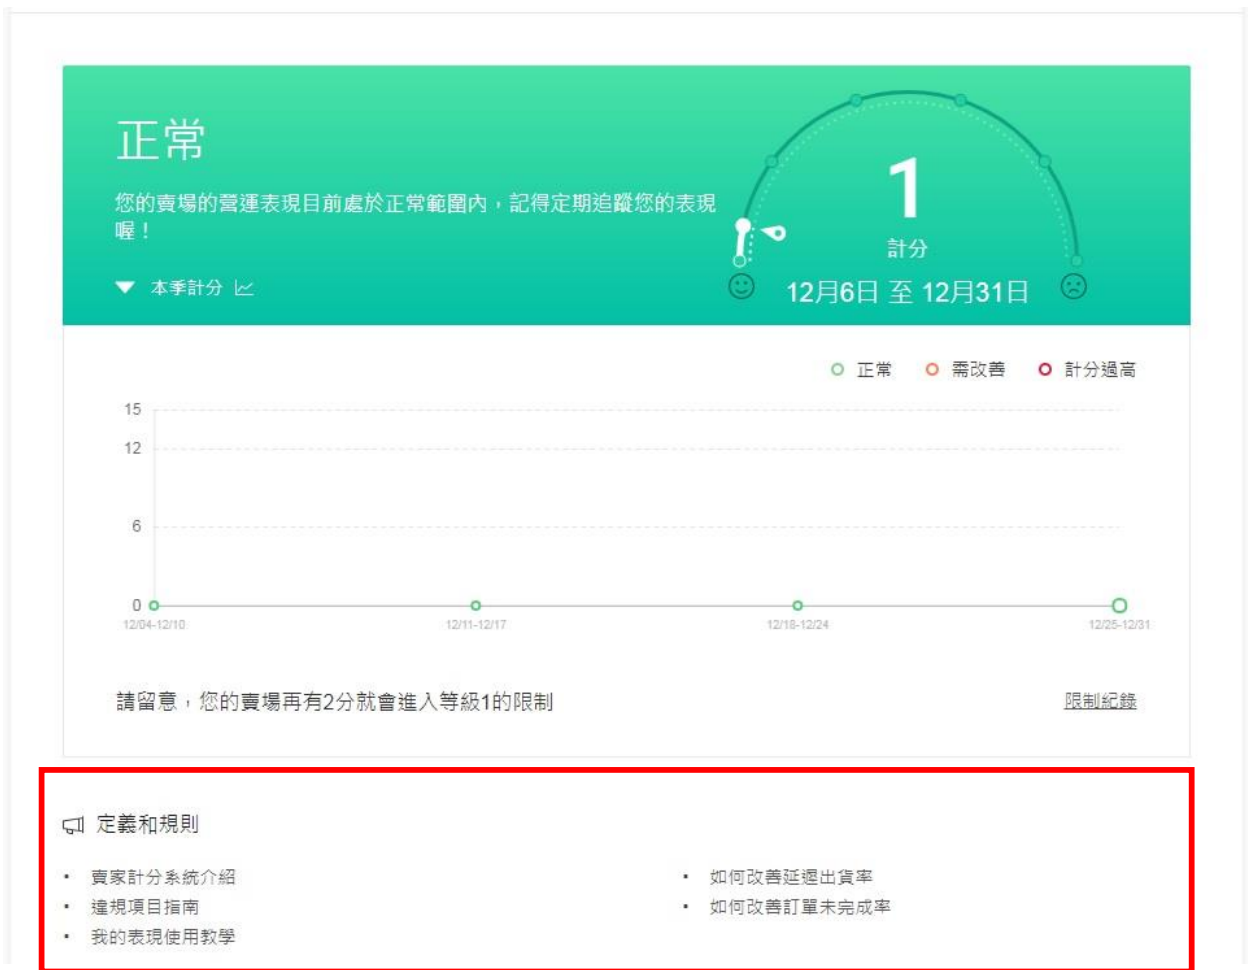 正常
您的賣場的營運表現目前處於正常範圍內，記得定期追蹤您的表現
喔！
本季計分
1
計分
12月6日 至 12月31日
正常
需改善
計分過高
15
12
6
0
12/04-12/10
12/11-12/17
12/18-12/24
12/25-12/31
請留意，您的賣場再有2分就會進入等級1的限制
限制紀錄
定義和規則
賣家計分系統介紹
違規項目指南
我的表現使用教學
如何改善延遲出貨率
如何改善訂單未完成率